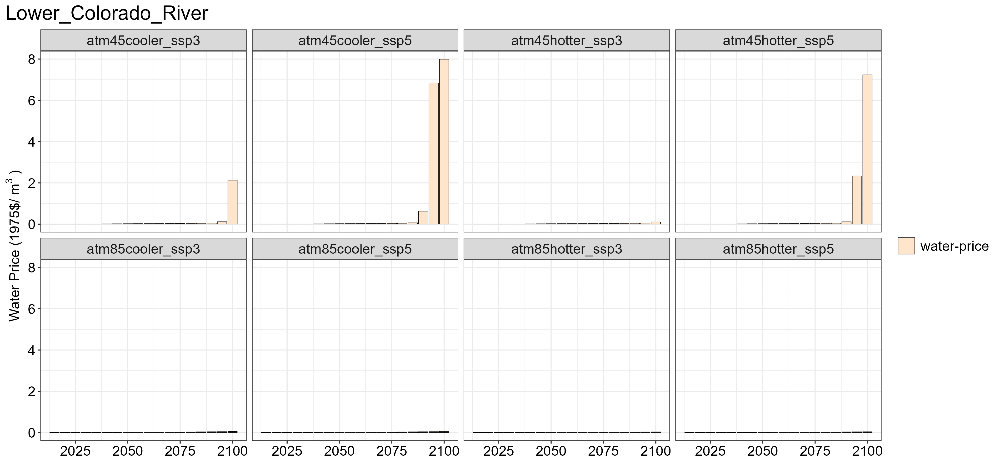 Lower_Colorado_River
atm45cooler_ssp3 atm45cooler_ssp5 atm45hotter_ssp3 atm45hotter_ssp5
8
6
4
2
0
Water Price (1975$/ m³ )
atm85cooler_ssp3 atm85cooler_ssp5 atm85hotter_ssp3 atm85hotter_ssp5
water-price
8
6
4
2
0
2025 2050 2075 2100 2025 2050 2075 2100 2025 2050 2075 2100 2025 2050 2075 2100